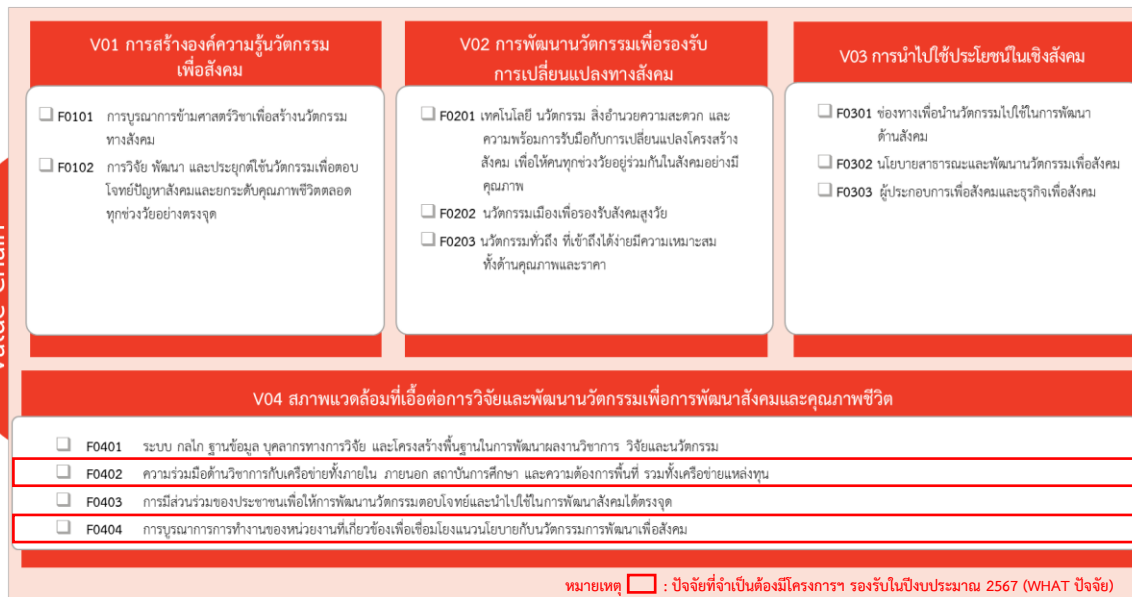 V01 การสร้างองค์ความรู้นวัตกรรม
เพื่อสังคม
F0101 การบูรณาการข้ามศาสตร์วิชาเพื่อสร้างนวัตกรรม
ทางสังคม
F0102 การวิจัย พัฒนา และประยุกต์ใช้นวัตกรรมเพื่อตอบ
โจทย์ปัญหาสังคมและยกระดับคุณภาพชีวิตตลอด
ทุกช่วงวัยอย่างตรงจุด
V02 การพัฒนานวัตกรรมเพื่อรองรับ
การเปลี่ยนแปลงทางสังคม
F0201 เทคโนโลยี นวัตกรรม สิ่งอำนวยความสะดวก และ
ความพร้อมการรับมือกับการเปลี่ยนแปลงโครงสร้าง
สังคม เพื่อให้คนทุกช่วงวัยอยู่ร่วมกันในสังคมอย่างมี
คุณภาพ
F0202 นวัตกรรมเมืองเพื่อรองรับสังคมสูงวัย
F0203 นวัตกรรมทั่วถึง ที่เข้าถึงได้ง่ายมีความเหมาะสม
ทั้งด้านคุณภาพและราคา
V03 การนำไปใช้ประโยชน์ในเชิงสังคม
F0301 ช่องทางเพื่อนำนวัตกรรมไปใช้ในการพัฒนา
ด้านสังคม
F0302 นโยบายสาธารณะและพัฒนานวัตกรรมเพื่อสังคม
F0303 ผู้ประกอบการเพื่อสังคมและธุรกิจเพื่อสังคม
V04 สภาพแวดล้อมที่เอื้อต่อการวิจัยและพัฒนานวัตกรรมเพื่อการพัฒนาสังคมและคุณภาพชีวิต
F0401 ระบบ กลไก ฐานข้อมูล บุคลากรทางการวิจัย และโครงสร้างพื้นฐานในการพัฒนาผลงานวิชาการ วิจัยและนวัตกรรม
F0402 ความร่วมมือด้านวิชาการกับเครือข่ายทั้งภายใน ภายนอก สถาบันการศึกษา และความต้องการพื้นที่ รวมทั้งเครือข่ายแหล่งทุน
F0403 การมีส่วนร่วมของประชาชนเพื่อให้การพัฒนานวัตกรรมตอบโจทย์และนำไปใช้ในการพัฒนาสังคมได้ตรงจุด
F0404 การบูรณาการการทำงานของหน่วยงานที่เกี่ยวข้องเพื่อเชื่อมโยงแนวนโยบายกับนวัตกรรมการพัฒนาเพื่อสังคม
หมายเหตุ : ปัจจัยที่จำเป็นต้องมีโครงการฯ รองรับในปีงบประมาณ 2567 (WHAT ปัจจัย)